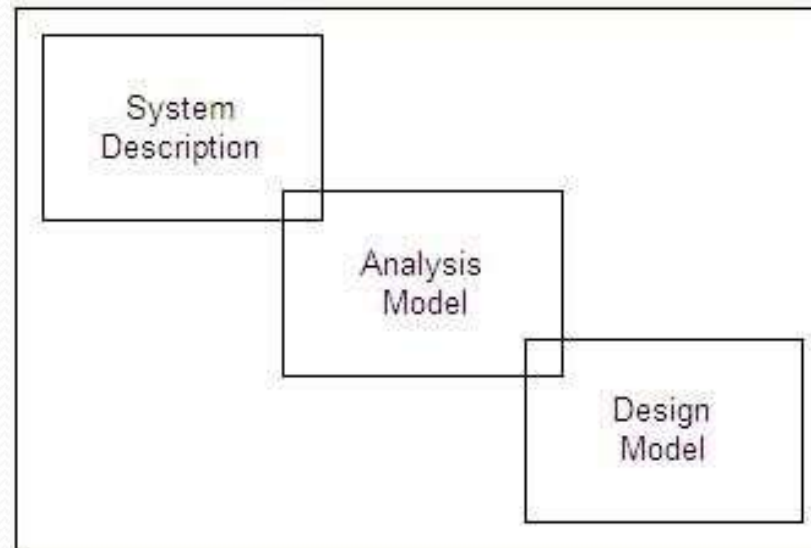 System
Description
Analysis
Model
Design
Model